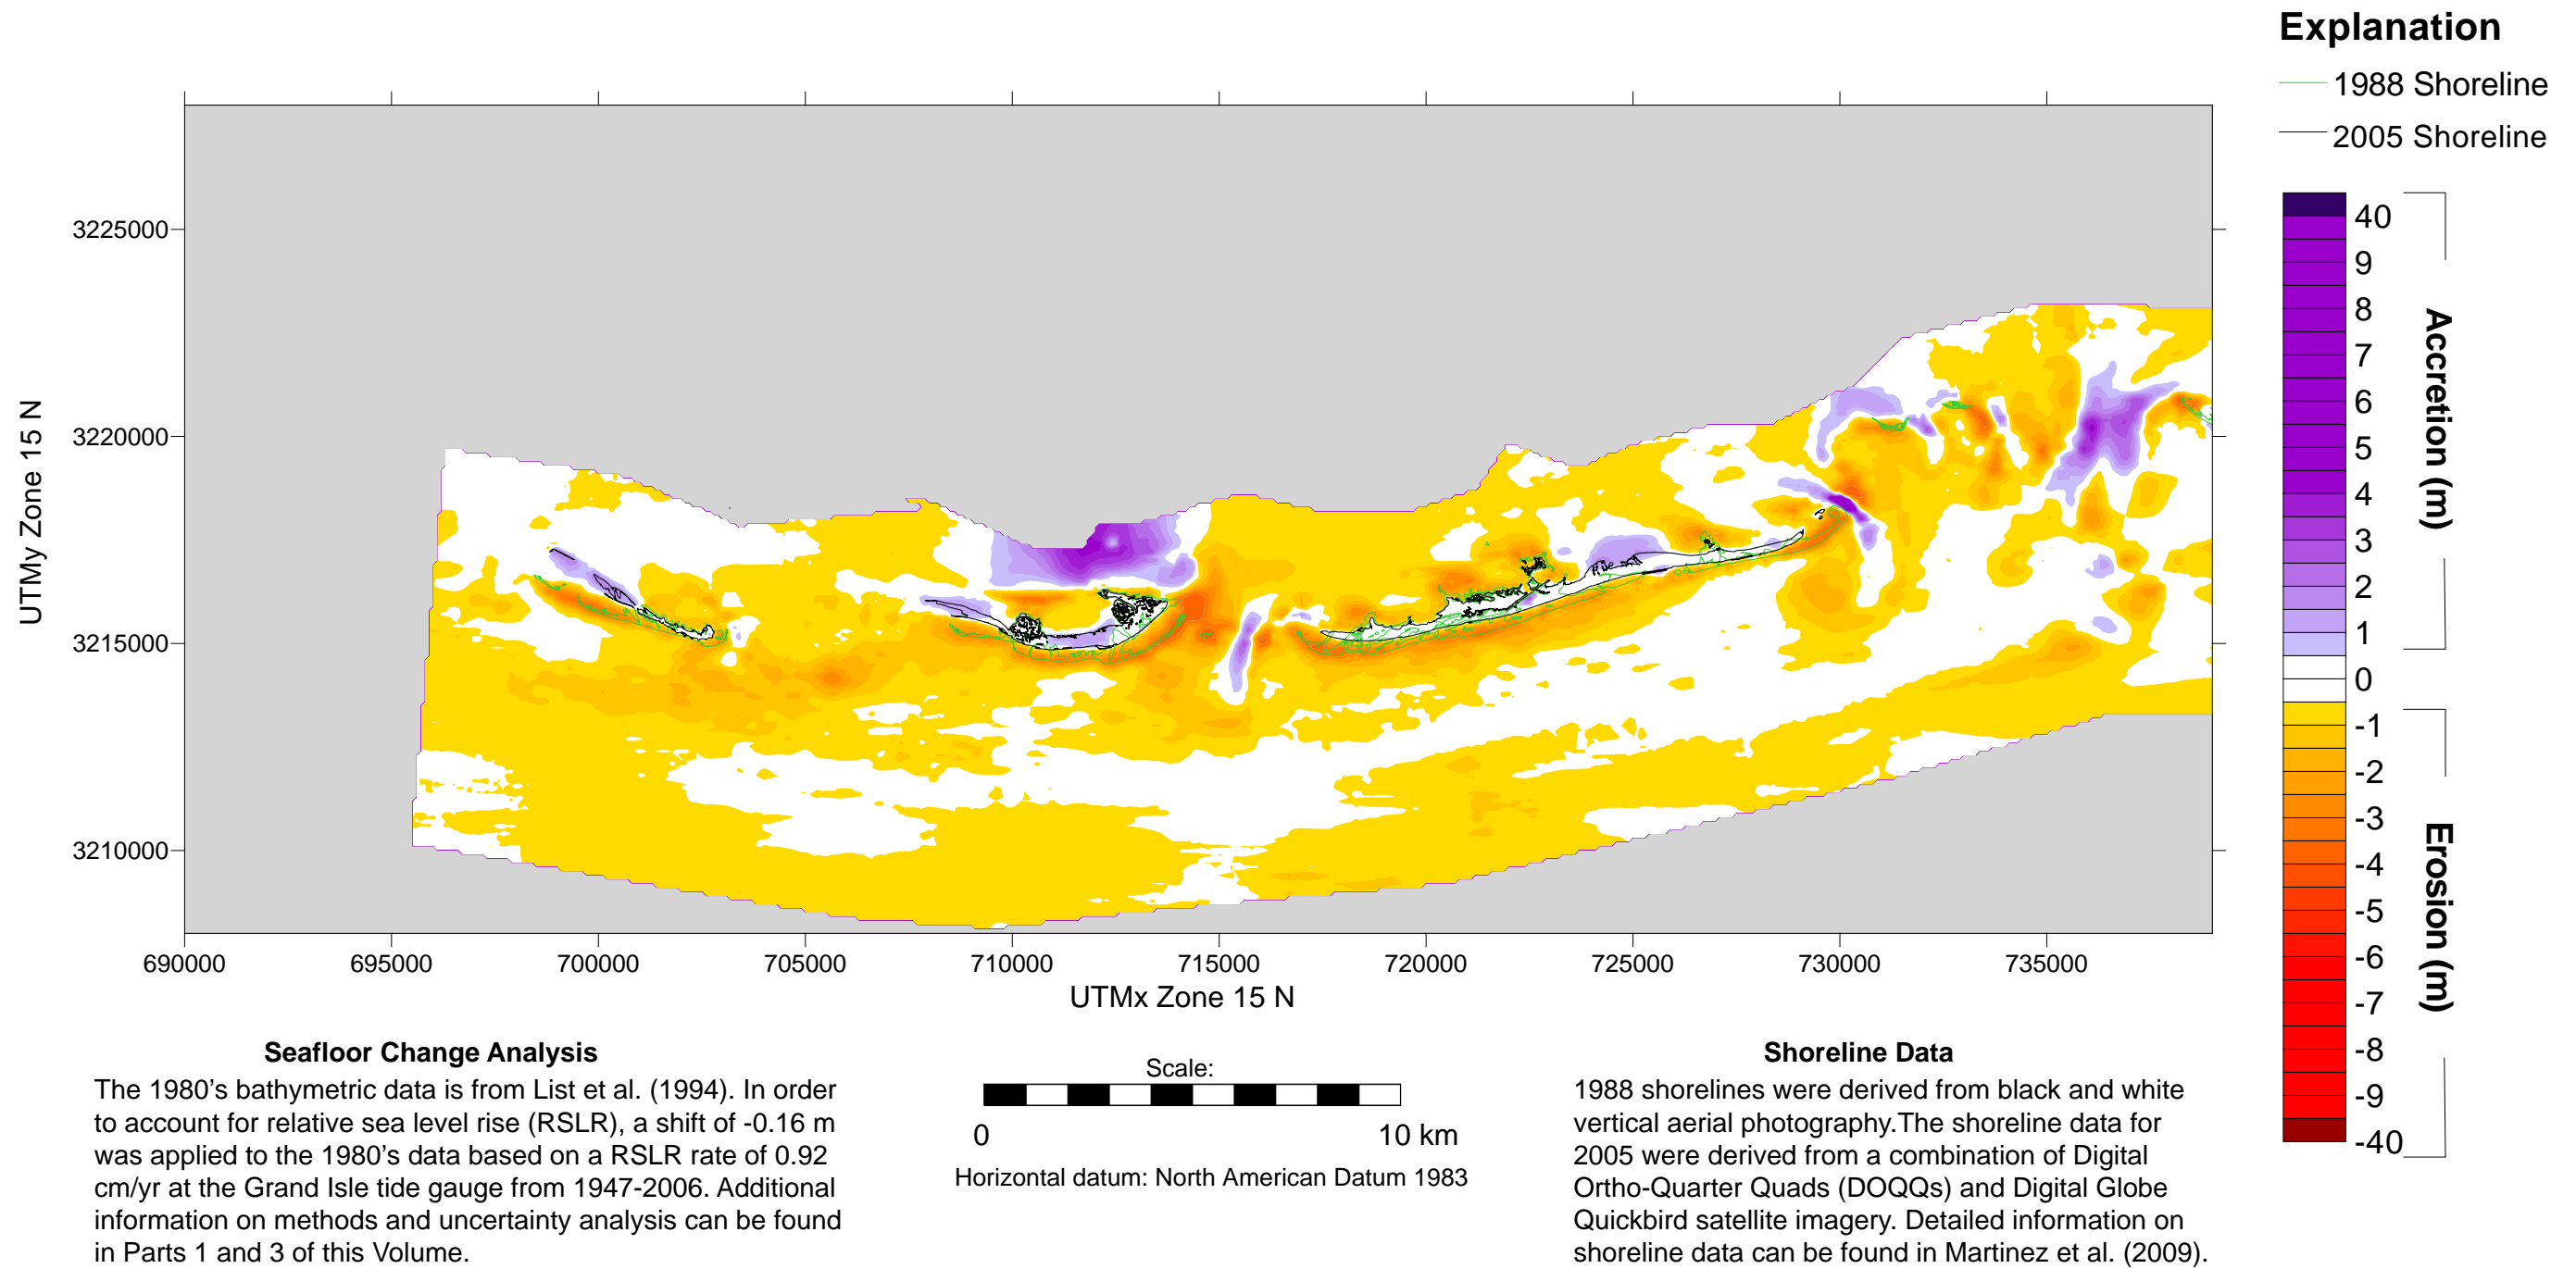 Explanation
1988 Shoreline
2005 Shoreline
40
9
8
7
6
5
4
3
2
1
0
-1
-2
-3
-4
-5
-6
-7
-8
-9
-40
Accretion (m)
Erosion (m)
UTMy Zone 15 N
3225000
3220000
3215000
3210000
690000
695000
700000
705000
710000
715000
720000
725000
730000
735000
UTMx Zone 15 N
Seafloor Change Analysis
The 1980’s bathymetric data is from List et al. (1994). In order
to account for relative sea level rise (RSLR), a shift of -0.16 m
was applied to the 1980’s data based on a RSLR rate of 0.92
cm/yr at the Grand Isle tide gauge from 1947-2006. Additional
information on methods and uncertainty analysis can be found
in Parts 1 and 3 of this Volume.
Scale:
0 10 km
Horizontal datum: North American Datum 1983
Shoreline Data
1988 shorelines were derived from black and white
vertical aerial photography.The shoreline data for
2005 were derived from a combination of Digital
Ortho-Quarter Quads (DOQQs) and Digital Globe
Quickbird satellite imagery. Detailed information on
shoreline data can be found in Martinez et al. (2009).